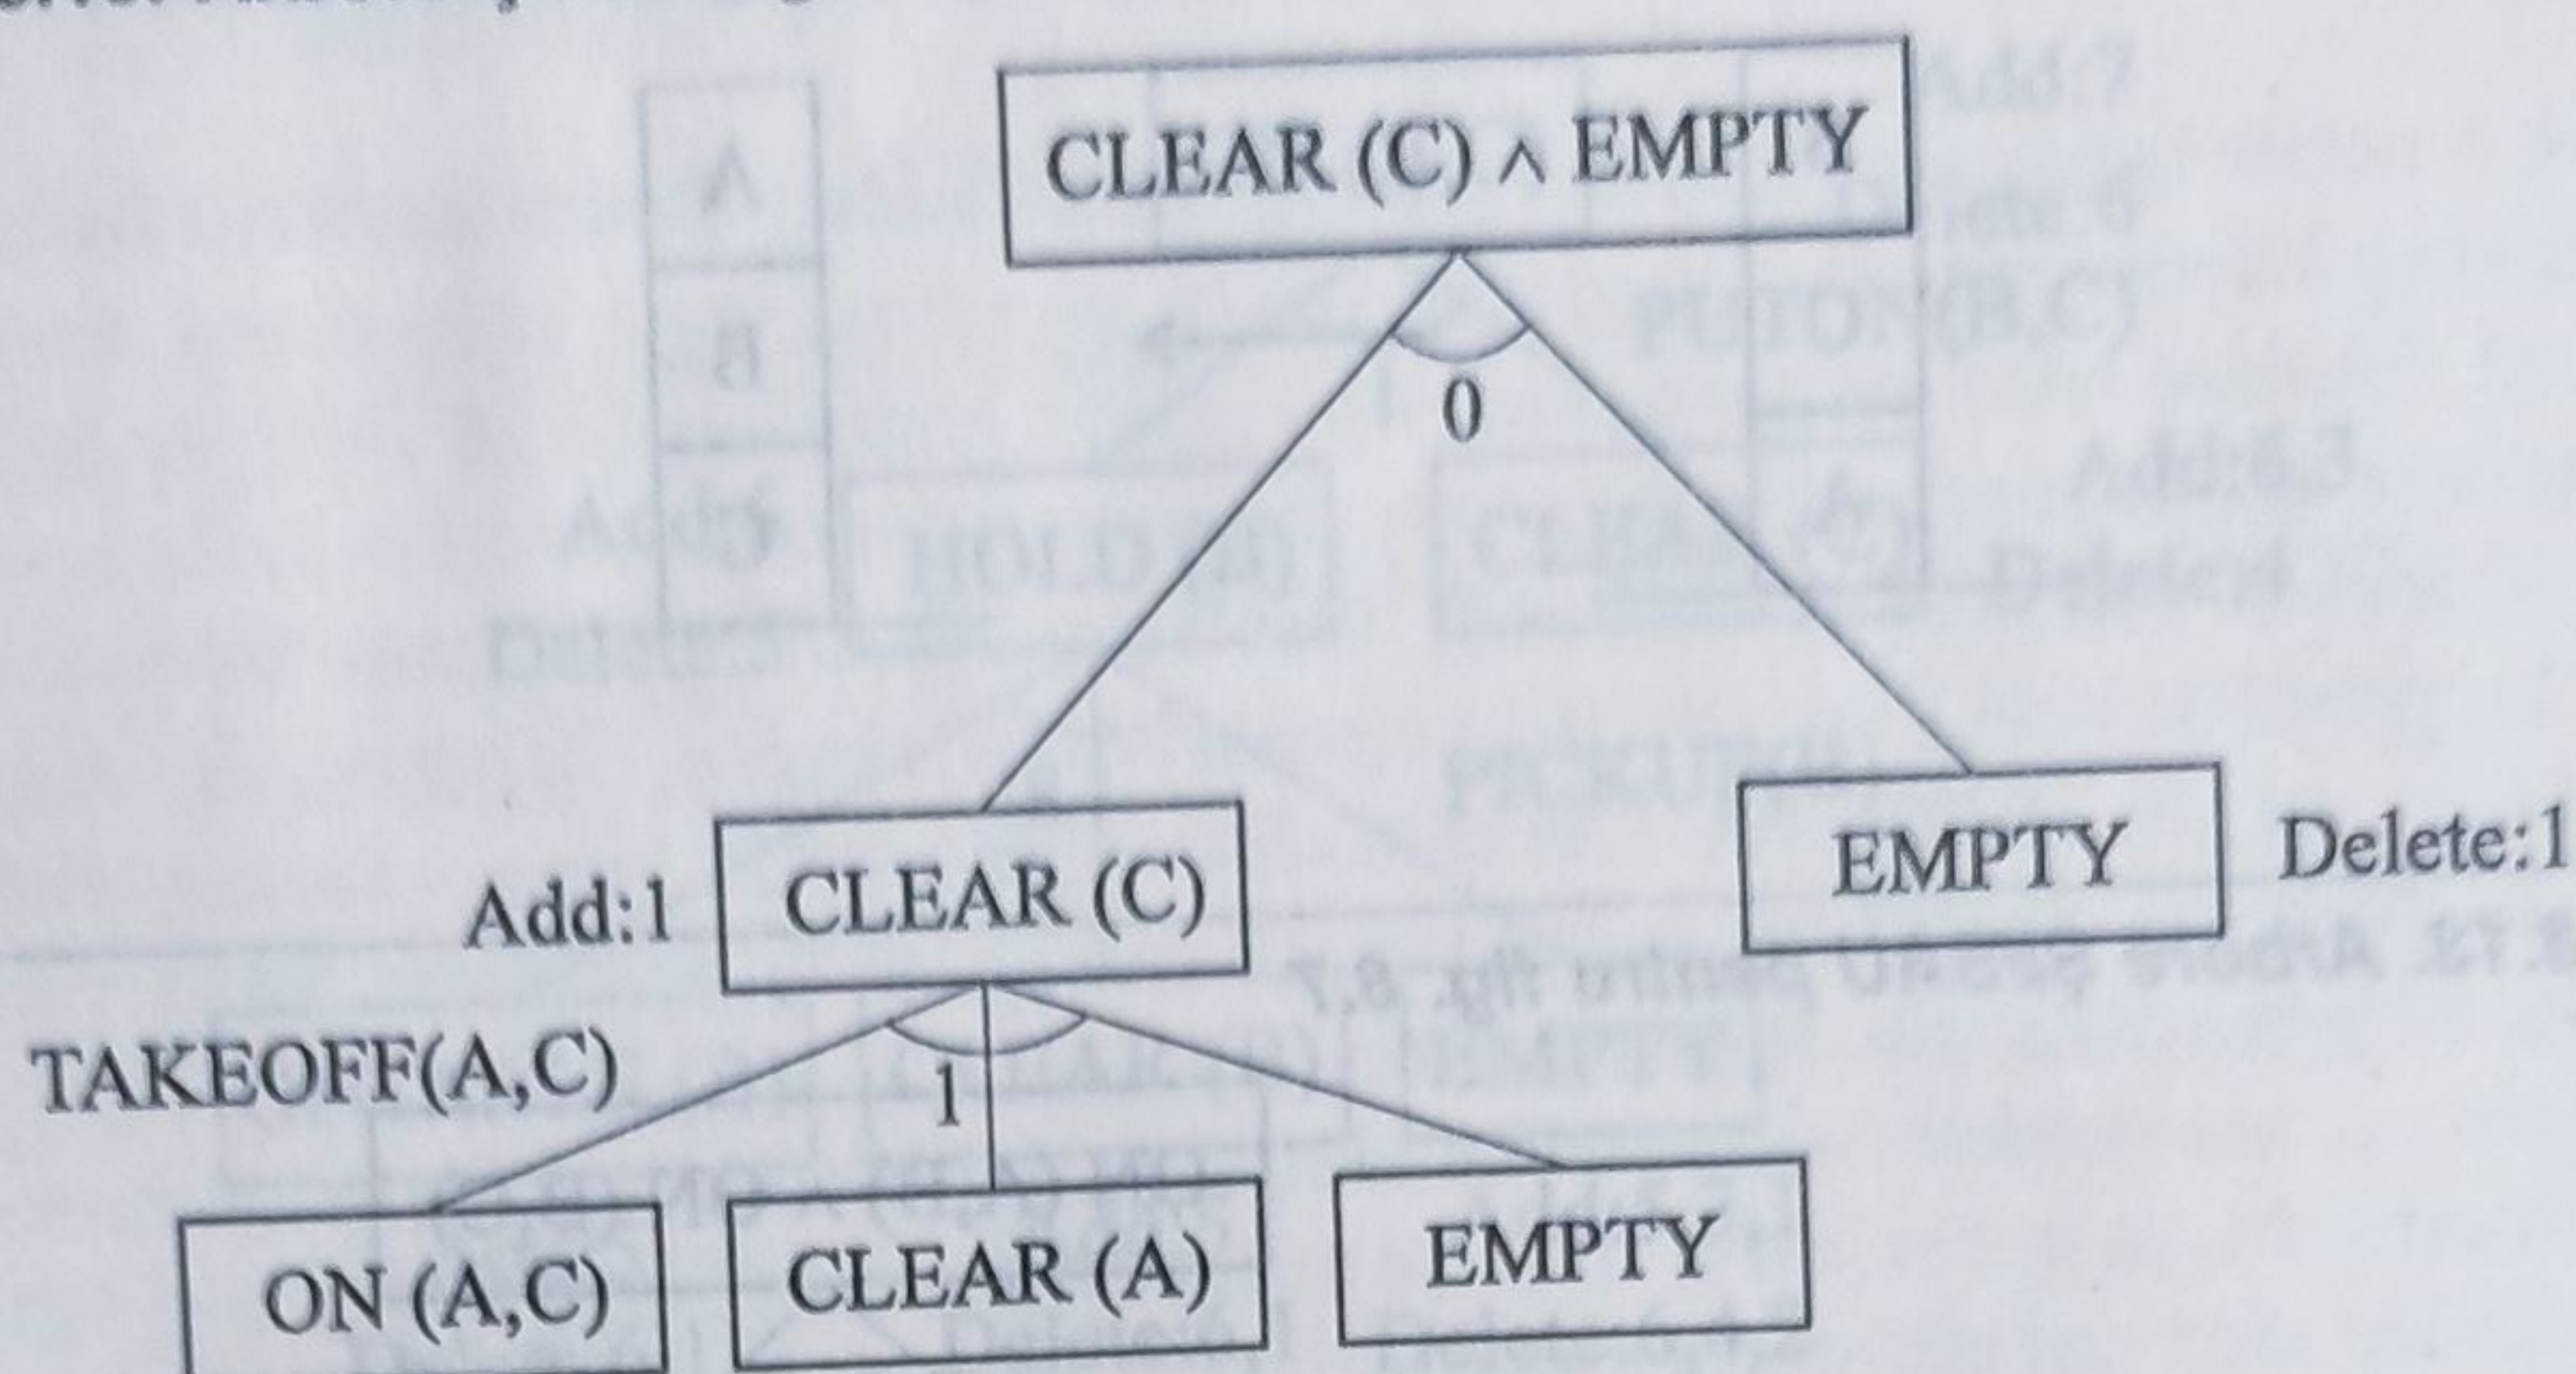 CLEAR (C) ∧ EMPTY
0
Add:1 CLEAR (C) EMPTY Delete:1
TAKEOFF(A,C)
1
ON (A,C) CLEAR (A) EMPTY